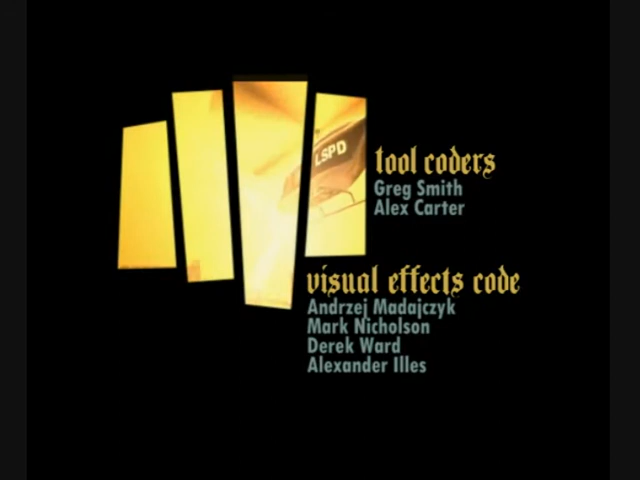 LSPD
tool coders
Greg Smith
Alex Carter
visual effects code
Andrzej Madajczyk
Mark Nicholson
Derek Ward
Alexander Illes